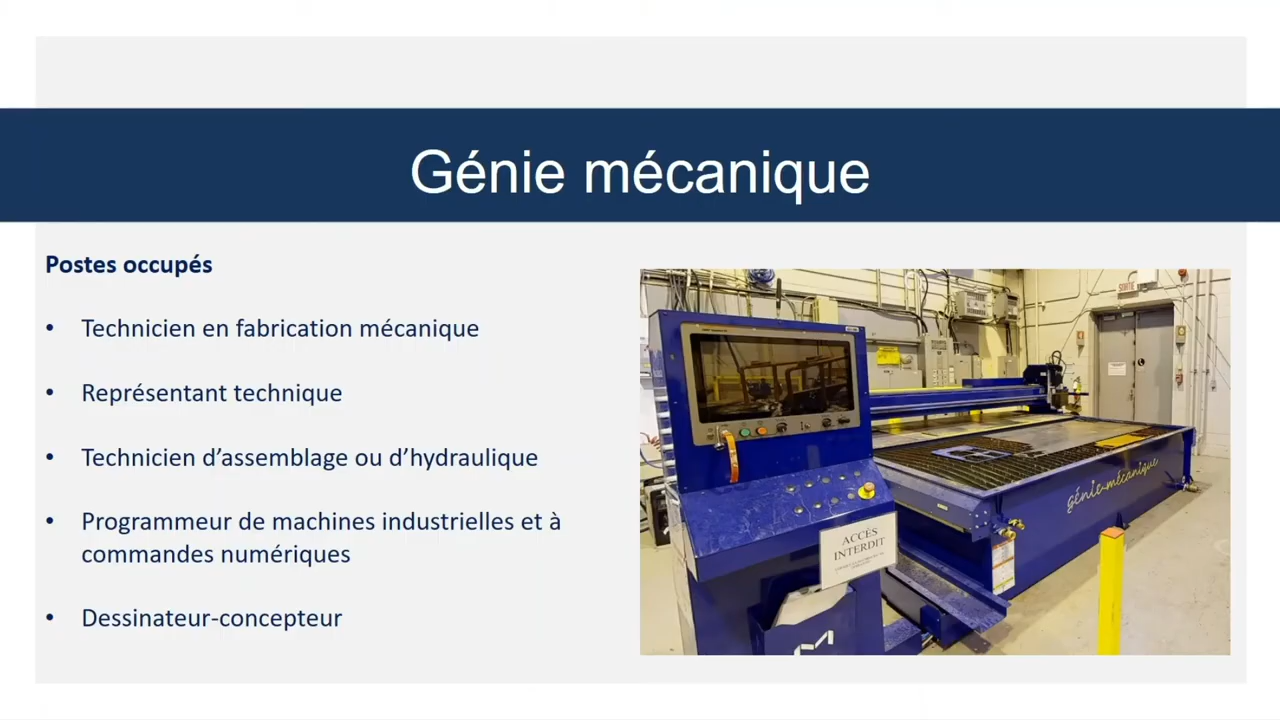 Génie mécanique
Postes occupés
• Technicien en fabrication mécanique
• Représentant technique
• Technicien d’assemblage ou d’hydraulique
• Programmeur de machines industrielles et à
commandes numériques
• Dessinateur-concepteur
SORTIE
génie-mécanique
ACCÈS
INTERDIT